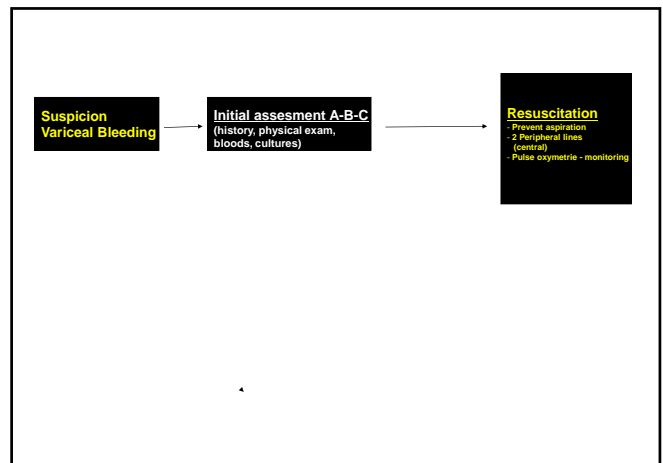 Suspicion
Variceal Bleeding
Initial assesment A-B-C
(history, physical exam,
bloods, cultures)
Resuscitation
- Prevent aspiration
- 2 Peripheral lines
(central)
- Pulse oxymetrie - monitoring